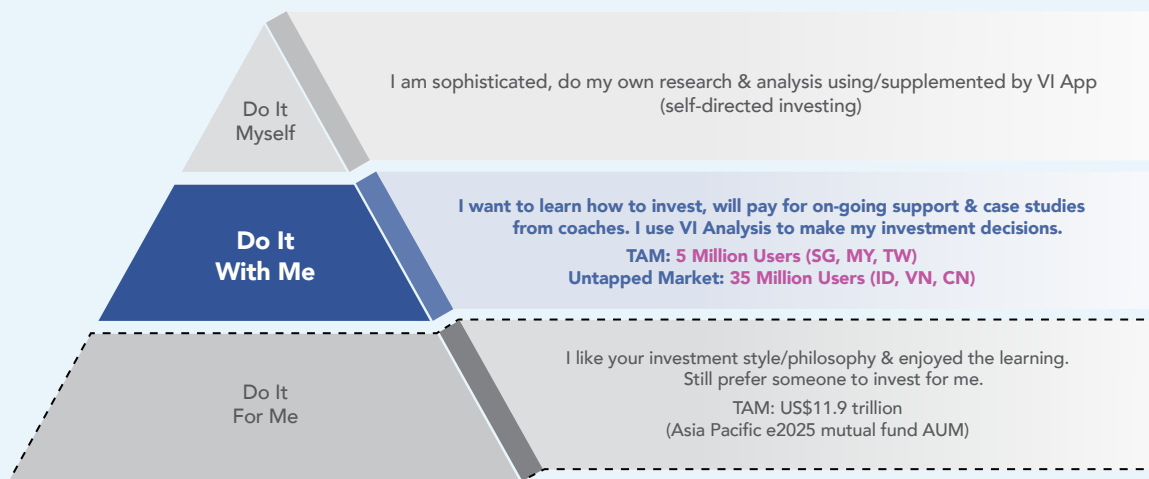 Do It
Myself
I am sophisticated, do my own research & analysis using/supplemented by VI App
(self-directed investing)
Do It
With Me
I want to learn how to invest, will pay for on-going support & case studies
from coaches. I use VI Analysis to make my investment decisions.
TAM: 5 Million Users (SG, MY, TW)
Untapped Market: 35 Million Users (ID, VN, CN)
Do It
For Me
I like your investment style/philosophy & enjoyed the learning.
Still prefer someone to invest for me.
TAM: US$11.9 trillion
(Asia Pacific e2025 mutual fund AUM)